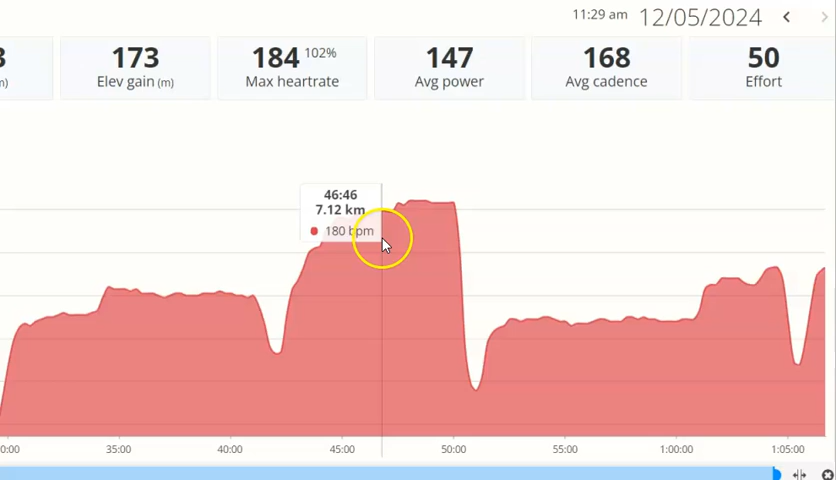 11:29 am 12/05/2024
173
Elev gain (m)
184 102%
Max heartrate
147
Avg power
168
Avg cadence
50
Effort
46:46
7.12 km
180 bpm
35:00 40:00 45:00 50:00 55:00 1:00:00 1:05:00